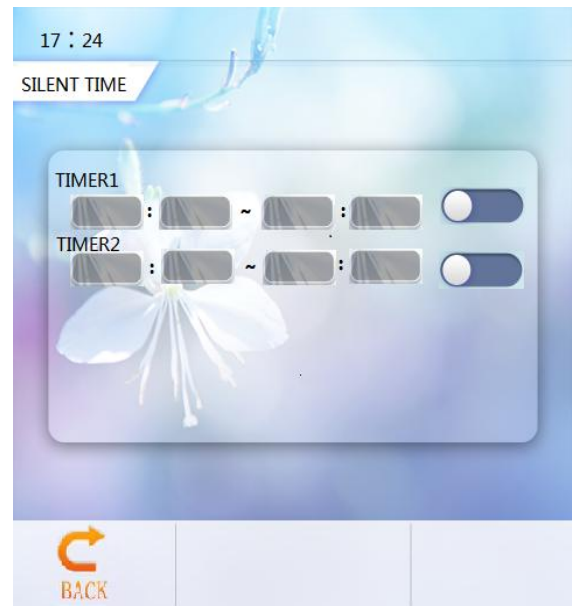 17：24
SILENT TIME
TIMER1
: ~ :
TIMER2
: ~ :
BACK